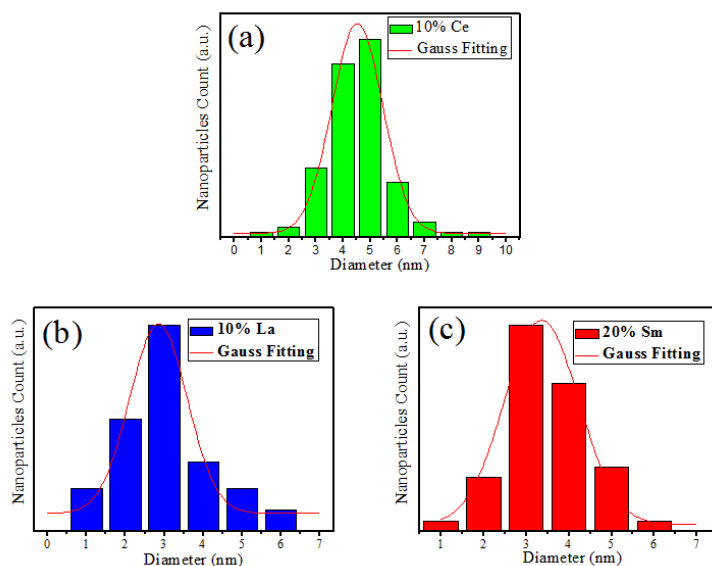 (a)
10% Ce
Gauss Fitting
Nanoparticles Count (a.u.)
0 1 2 3 4 5 6 7 8 9 10
Diameter (nm)
(b)
10% La
Gauss Fitting
Nanoparticles Count (a.u.)
0 1 2 3 4 5 6 7
Diameter (nm)
(c)
20% Sm
Gauss Fitting
Nanoparticles Count (a.u.)
1 2 3 4 5 6 7
Diameter (nm)